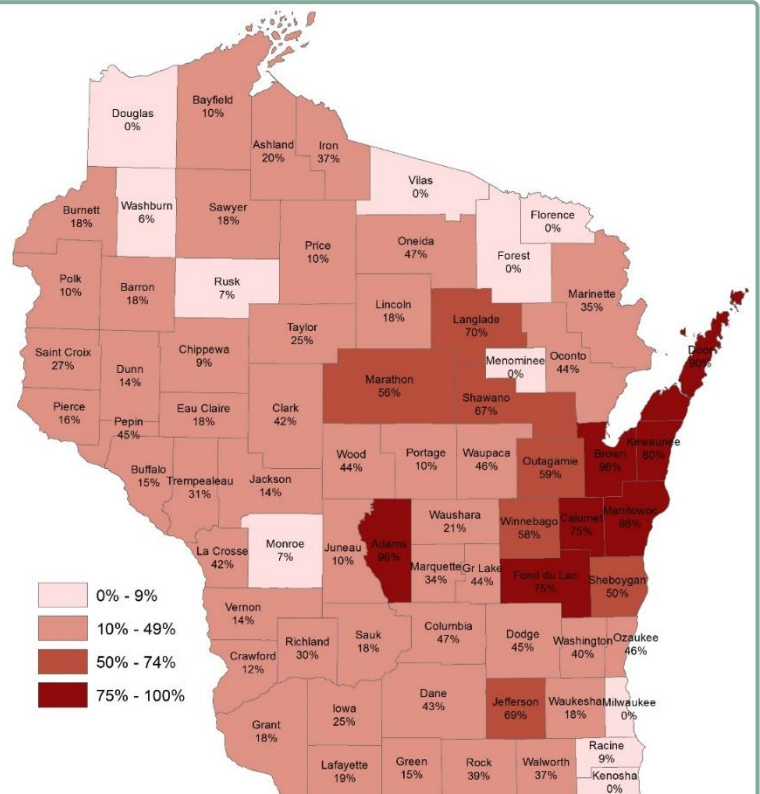 Douglas
0%
Bayfield
10%
Ashland
20%
Iron
37%
Vilas
0%
Florence
0%
Burnett
18%
Washburn
6%
Sawyer
18%
Price
10%
Oneida
47%
Forest
0%
Marinette
35%
Polk
10%
Barron
18%
Rusk
7%
Lincoln
18%
Langlade
70%
Taylor
25%
Saint Croix
27%
Dunn
14%
Chippewa
9%
Marathon
56%
Menominee
0%
Oconto
44%
Door
90%
Shawano
67%
Pierce
16%
Pepin
45%
Eau Claire
18%
Clark
42%
Wood
44%
Portage
10%
Waupaca
46%
Outagamie
59%
Brown
96%
Kewaunee
80%
Buffalo
15%
Trempealeau
31%
Jackson
14%
Waushara
21%
Winnebago
58%
Calumet
75%
Manitowoc
88%
La Crosse
42%
Monroe
7%
Juneau
10%
Adams
96%
Marquette
34%
Gr Lake
44%
Fond du Lac
75%
Sheboygan
50%
0% - 9%
10% - 49%
50% - 74%
75% - 100%
Vernon
14%
Richland
30%
Sauk
18%
Columbia
47%
Dodge
45%
Washington
40%
Ozaukee
46%
Crawford
12%
Grant
18%
Iowa
25%
Dane
43%
Jefferson
69%
Waukesha
18%
Milwaukee
0%
Lafayette
19%
Green
15%
Rock
39%
Walworth
37%
Racine
9%
Kenosha
0%